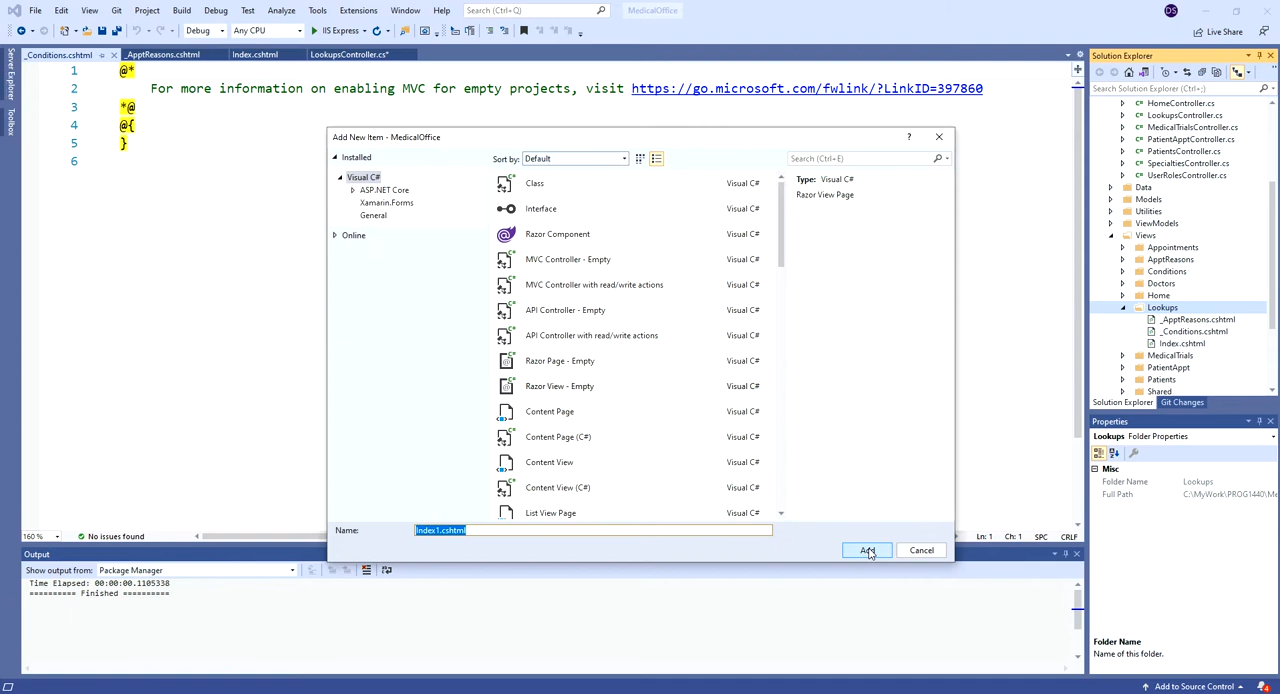 File Edit View Git Project Build Debug Test Analyze Tools Extensions Window Help Search (Ctrl+Q) MedicalOffice DS
Debug Any CPU IIS Express Live Share
_Conditions.cshtml _ApptReasons.cshtml Index.cshtml LookupsController.cs*
Server Explorer
Toolbox
1 @*
2 For more information on enabling MVC for empty projects, visit https://go.microsoft.com/fwlink/?LinkID=397860
3 *@
4 @{
5 }
6
Add New Item - MedicalOffice
Installed
Visual C#
ASP.NET Core
Xamarin.Forms
General
Online
Sort by: Default
Search (Ctrl+E)
Class Visual C#
Interface Visual C#
Razor Component Visual C#
MVC Controller - Empty Visual C#
MVC Controller with read/write actions Visual C#
API Controller - Empty Visual C#
API Controller with read/write actions Visual C#
Razor Page - Empty Visual C#
Razor View - Empty Visual C#
Content Page Visual C#
Content Page (C#) Visual C#
Content View Visual C#
Content View (C#) Visual C#
List View Page Visual C#
Type: Visual C#
Razor View Page
Name: Index1.cshtml
Add Cancel
160 % No issues found Ln: 1 Ch: 1 SPC CRLF
Output
Show output from: Package Manager
Time Elapsed: 00:00:00.1105338
========== Finished ==========
Solution Explorer
Search Solution Explorer (Ctrl+;)
HomeController.cs
LookupsController.cs
MedicalTrialsController.cs
PatientApptController.cs
PatientsController.cs
SpecialtiesController.cs
UserRolesController.cs
Data
Models
Utilities
ViewModels
Views
Appointments
ApptReasons
Conditions
Doctors
Home
Lookups
_ApptReasons.cshtml
_Conditions.cshtml
Index.cshtml
MedicalTrials
PatientAppt
Patients
Shared
Solution Explorer Git Changes
Properties
Lookups Folder Properties
Misc
Folder Name Lookups
Full Path C:\MyWork\PROG1440\Me
Folder Name
Name of this folder.
Add to Source Control 4